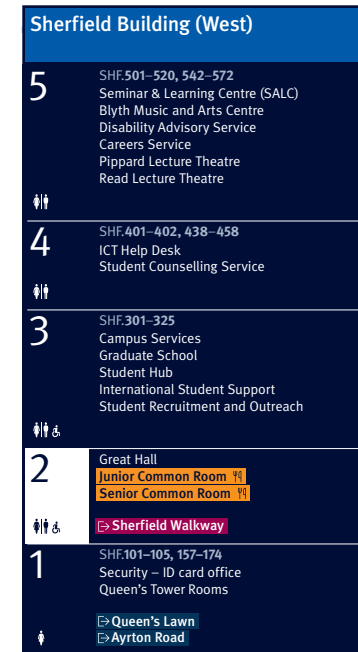 Sherfield Building (West)
5
SHF.501–520, 542–572
Seminar & Learning Centre (SALC)
Blyth Music and Arts Centre
Disability Advisory Service
Careers Service
Pippard Lecture Theatre
Read Lecture Theatre
4
SHF.401–402, 438–458
ICT Help Desk
Student Counselling Service
3
SHF.301–325
Campus Services
Graduate School
Student Hub
International Student Support
Student Recruitment and Outreach
2
Great Hall
Junior Common Room
Senior Common Room
Sherfield Walkway
1
SHF.101–105, 157–174
Security – ID card office
Queen's Tower Rooms
Queen's Lawn
Ayrton Road